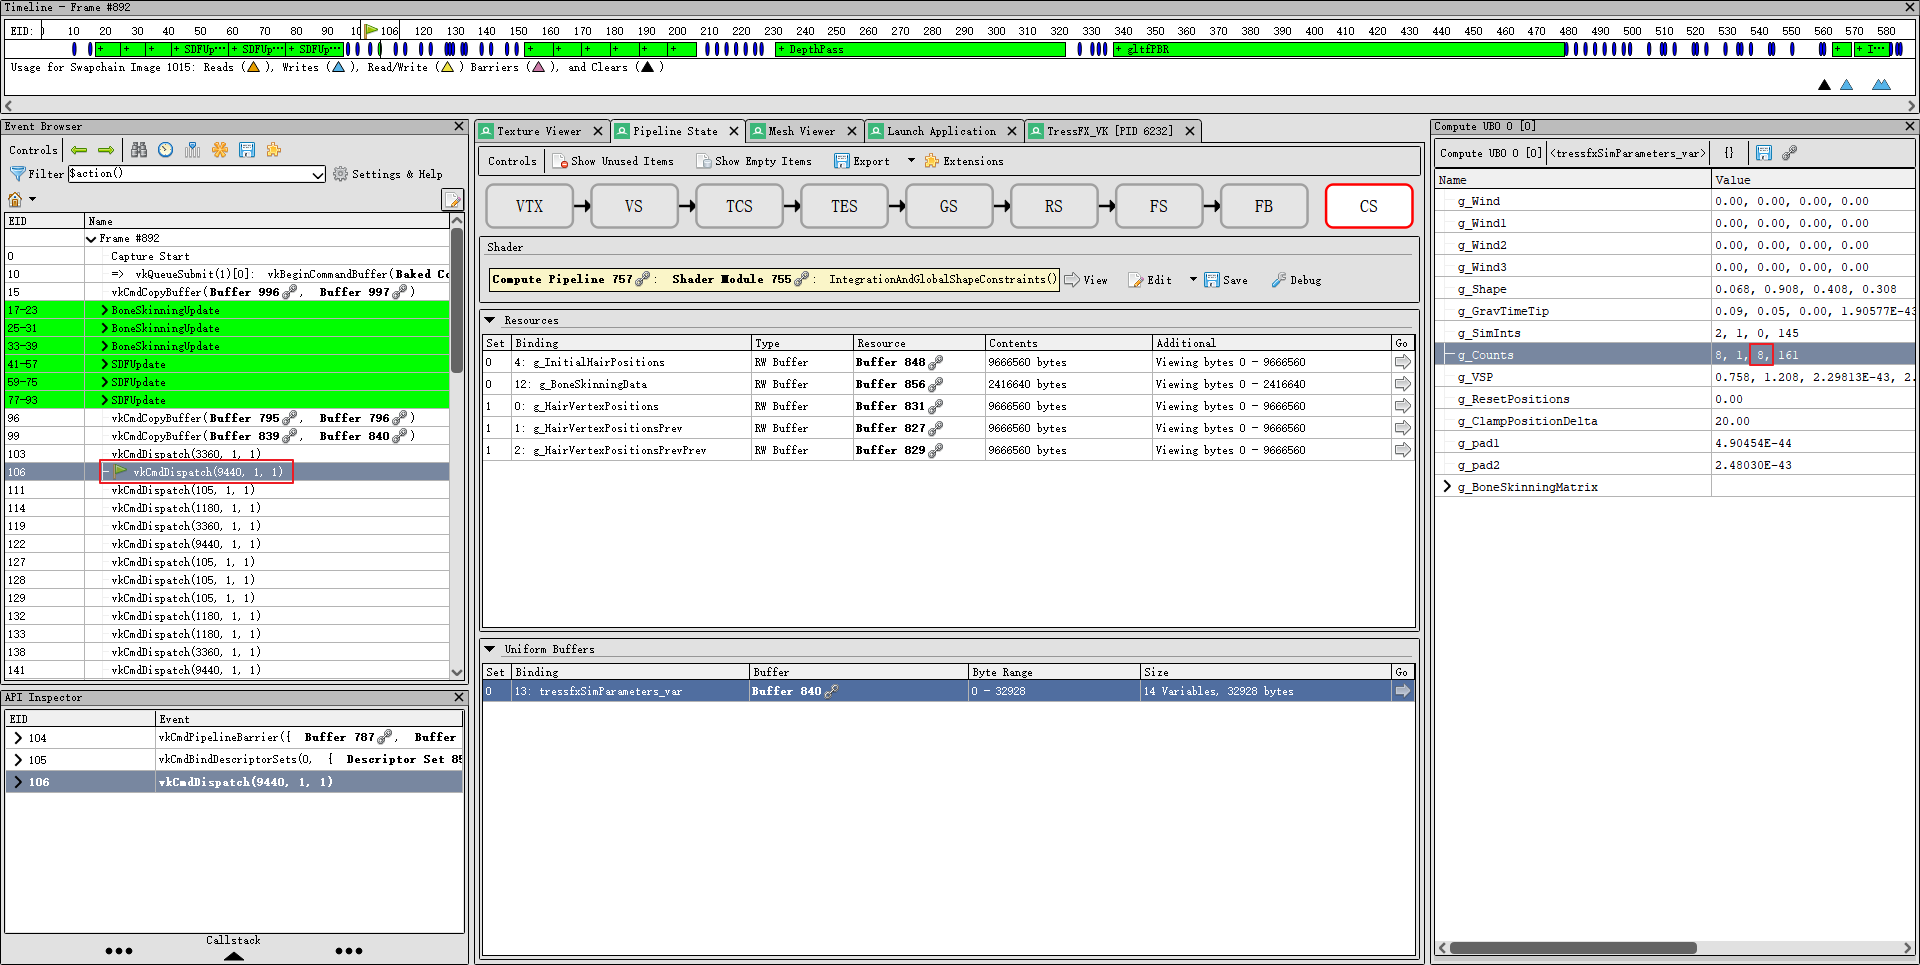 Timeline - Frame #892
EID: 0 10 20 30 40 50 60 70 80 90 10 106 110 120 130 140 150 160 170 180 190 200 210 220 230 240 250 260 270 280 290 300 310 320 330 340 350 360 370 380 390 400 410 420 430 440 450 460 470 480 490 500 510 520 530 540 550 560 570 580
+ + + + SDFUp··· + SDFUp··· + SDFUp··· + + + + + + + DepthPass + gltfPBR + + I···
Usage for Swapchain Image 1015: Reads ( ), Writes ( ), Read/Write ( ) Barriers ( ), and Clears ( )
Event Browser
Controls
Filter $action() Settings & Help
EID Name
Frame #892
0 Capture Start
10 => vkQueueSubmit(1)[0]: vkBeginCommandBuffer(Baked Co
15 vkCmdCopyBuffer(Buffer 996, Buffer 997)
17-23 BoneSkinningUpdate
25-31 BoneSkinningUpdate
33-39 BoneSkinningUpdate
41-57 SDFUpdate
59-75 SDFUpdate
77-93 SDFUpdate
96 vkCmdCopyBuffer(Buffer 795, Buffer 796)
99 vkCmdCopyBuffer(Buffer 839, Buffer 840)
103 vkCmdDispatch(3360, 1, 1)
106 vkCmdDispatch(9440, 1, 1)
111 vkCmdDispatch(105, 1, 1)
114 vkCmdDispatch(1180, 1, 1)
119 vkCmdDispatch(3360, 1, 1)
122 vkCmdDispatch(9440, 1, 1)
127 vkCmdDispatch(105, 1, 1)
128 vkCmdDispatch(105, 1, 1)
129 vkCmdDispatch(105, 1, 1)
132 vkCmdDispatch(1180, 1, 1)
133 vkCmdDispatch(1180, 1, 1)
138 vkCmdDispatch(3360, 1, 1)
141 vkCmdDispatch(9440, 1, 1)
API Inspector
EID Event
104 vkCmdPipelineBarrier({ Buffer 787, Buffer
105 vkCmdBindDescriptorSets(0, { Descriptor Set 85
106 vkCmdDispatch(9440, 1, 1)
Callstack
Texture Viewer Pipeline State Mesh Viewer Launch Application TressFX_VK [PID 6232]
Controls Show Unused Items Show Empty Items Export Extensions
VTX VS TCS TES GS RS FS FB CS
Shader
Compute Pipeline 757: Shader Module 755: IntegrationAndGlobalShapeConstraints() View Edit Save Debug
Resources
Set Binding Type Resource Contents Additional Go
0 4: g_InitialHairPositions RW Buffer Buffer 848 9666560 bytes Viewing bytes 0 - 9666560
0 12: g_BoneSkinningData RW Buffer Buffer 856 2416640 bytes Viewing bytes 0 - 2416640
1 0: g_HairVertexPositions RW Buffer Buffer 831 9666560 bytes Viewing bytes 0 - 9666560
1 1: g_HairVertexPositionsPrev RW Buffer Buffer 827 9666560 bytes Viewing bytes 0 - 9666560
1 2: g_HairVertexPositionsPrevPrev RW Buffer Buffer 829 9666560 bytes Viewing bytes 0 - 9666560
Uniform Buffers
Set Binding Buffer Byte Range Size Go
0 13: tressfxSimParameters_var Buffer 840 0 - 32928 14 Variables, 32928 bytes
Compute UBO 0 [0]
Compute UBO 0 [0] <tressfxSimParameters_var> {}
Name Value
g_Wind 0.00, 0.00, 0.00, 0.00
g_Wind1 0.00, 0.00, 0.00, 0.00
g_Wind2 0.00, 0.00, 0.00, 0.00
g_Wind3 0.00, 0.00, 0.00, 0.00
g_Shape 0.068, 0.908, 0.408, 0.308
g_GravTimeTip 0.09, 0.05, 0.00, 1.90577E-43
g_SimInts 2, 1, 0, 145
g_Counts 8, 1, 8, 161
g_VSP 0.758, 1.208, 2.29813E-43, 2.
g_ResetPositions 0.00
g_ClampPositionDelta 20.00
g_pad1 4.90454E-44
g_pad2 2.48030E-43
g_BoneSkinningMatrix